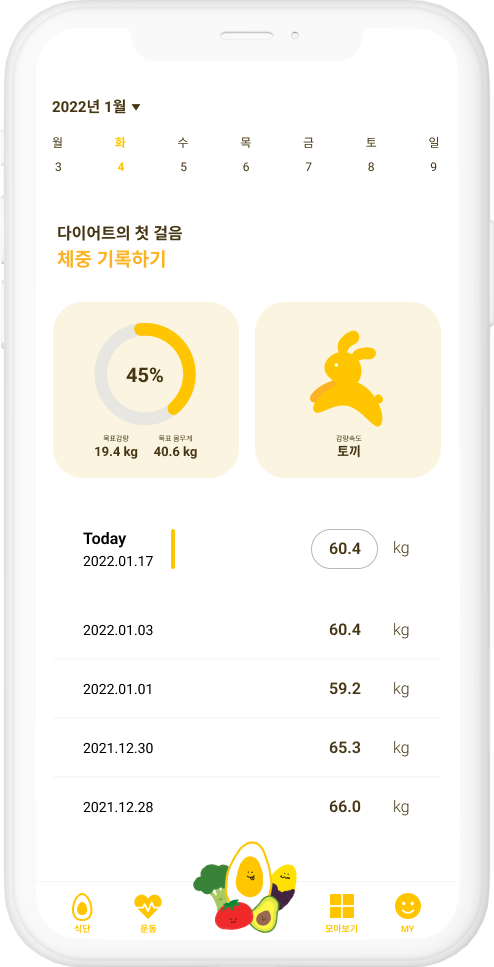 2022년 1월 ▼
월 화 수 목 금 토 일
3 4 5 6 7 8 9
다이어트의 첫 걸음
체중 기록하기
45%
목표감량 목표 몸무게
19.4 kg 40.6 kg
감량속도
토끼
Today
2022.01.17 60.4 kg
2022.01.03 60.4 kg
2022.01.01 59.2 kg
2021.12.30 65.3 kg
2021.12.28 66.0 kg
식단 운동 모아보기 MY